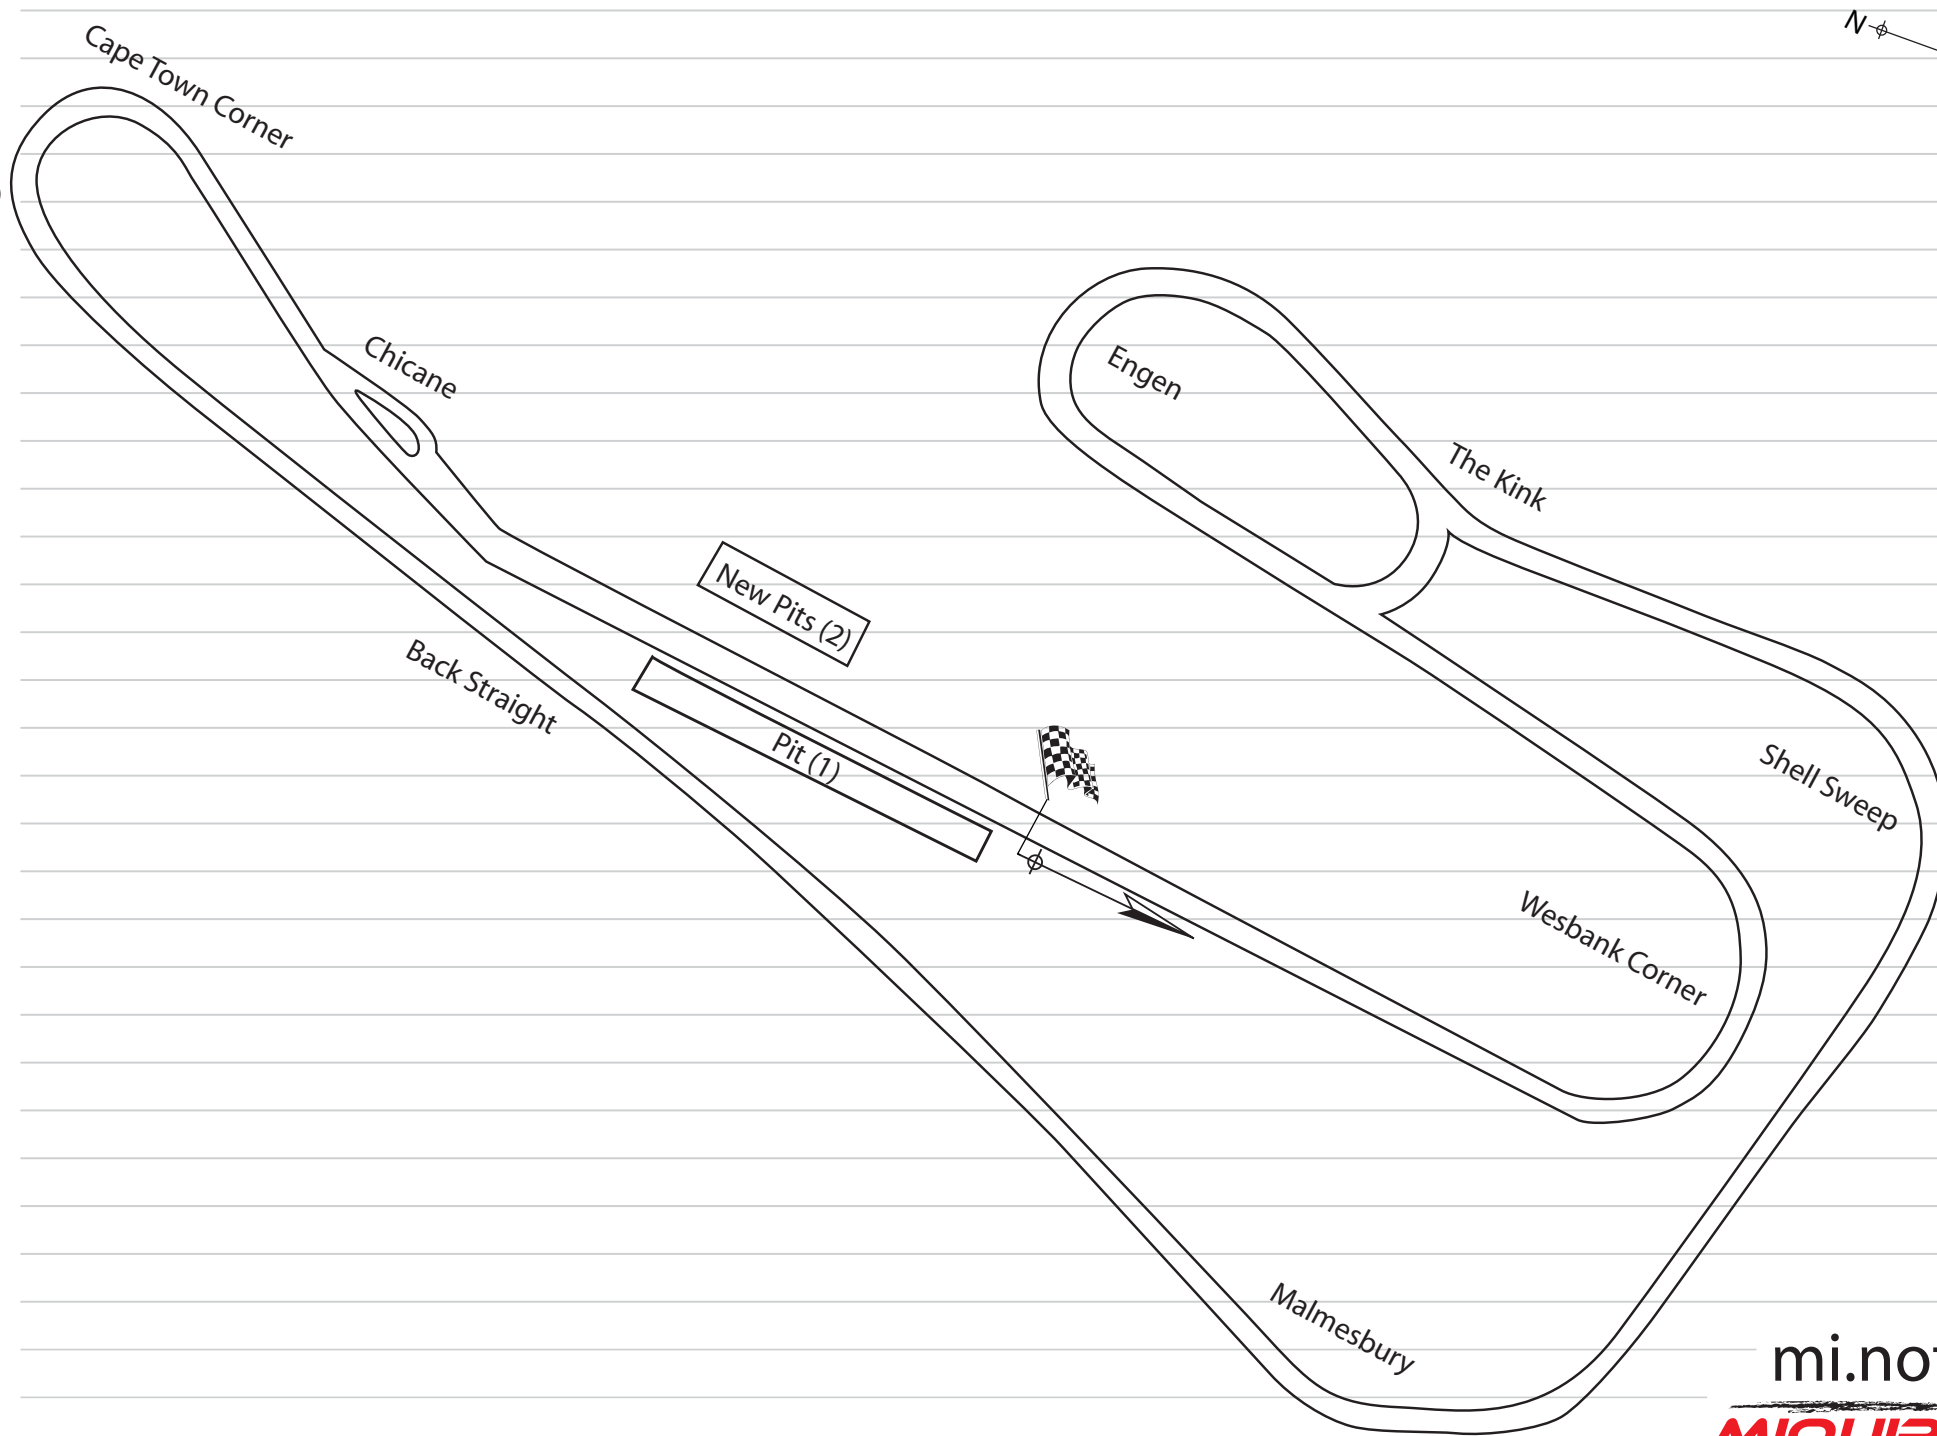 N
Cape Town Corner
Chicane
Engen
The Kink
New Pits (2)
Back Straight
Pit (1)
Shell Sweep
Wesbank Corner
Malmesbury